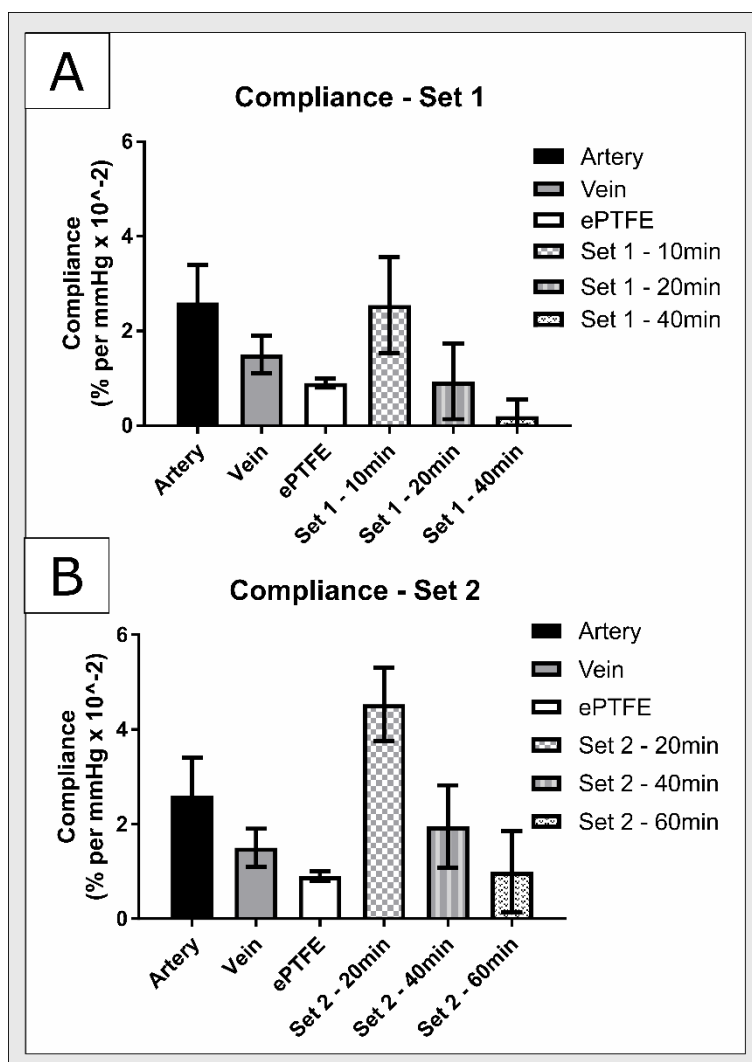 A
Compliance - Set 1
Compliance
(% per mmHg x 10^-2)
6
4
2
0
Artery
Vein
ePTFE
Set 1 - 10min
Set 1 - 20min
Set 1 - 40min
Artery
Vein
ePTFE
Set 1 - 10min
Set 1 - 20min
Set 1 - 40min
B
Compliance - Set 2
Compliance
(% per mmHg x 10^-2)
6
4
2
0
Artery
Vein
ePTFE
Set 2 - 20min
Set 2 - 40min
Set 2 - 60min
Artery
Vein
ePTFE
Set 2 - 20min
Set 2 - 40min
Set 2 - 60min